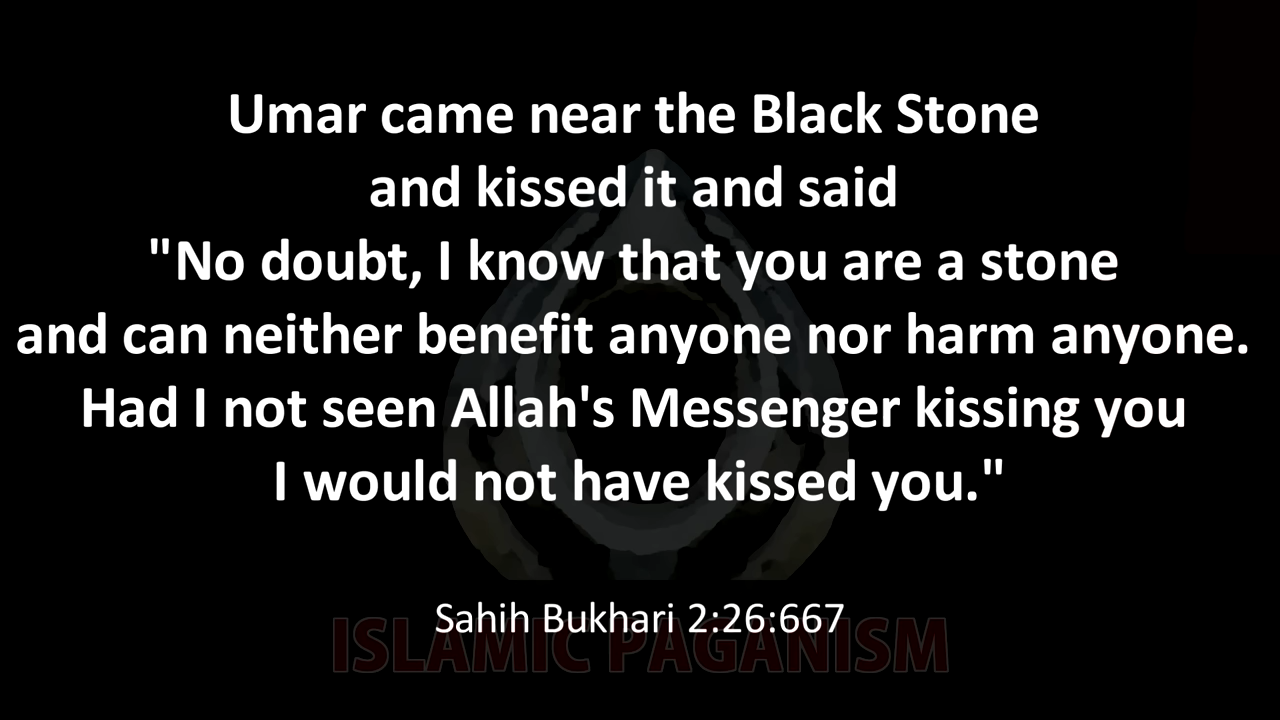 Umar came near the Black Stone
and kissed it and said
"No doubt, I know that you are a stone
and can neither benefit anyone nor harm anyone.
Had I not seen Allah's Messenger kissing you
I would not have kissed you."
Sahih Bukhari 2:26:667
ISLAMIC PAGANISM